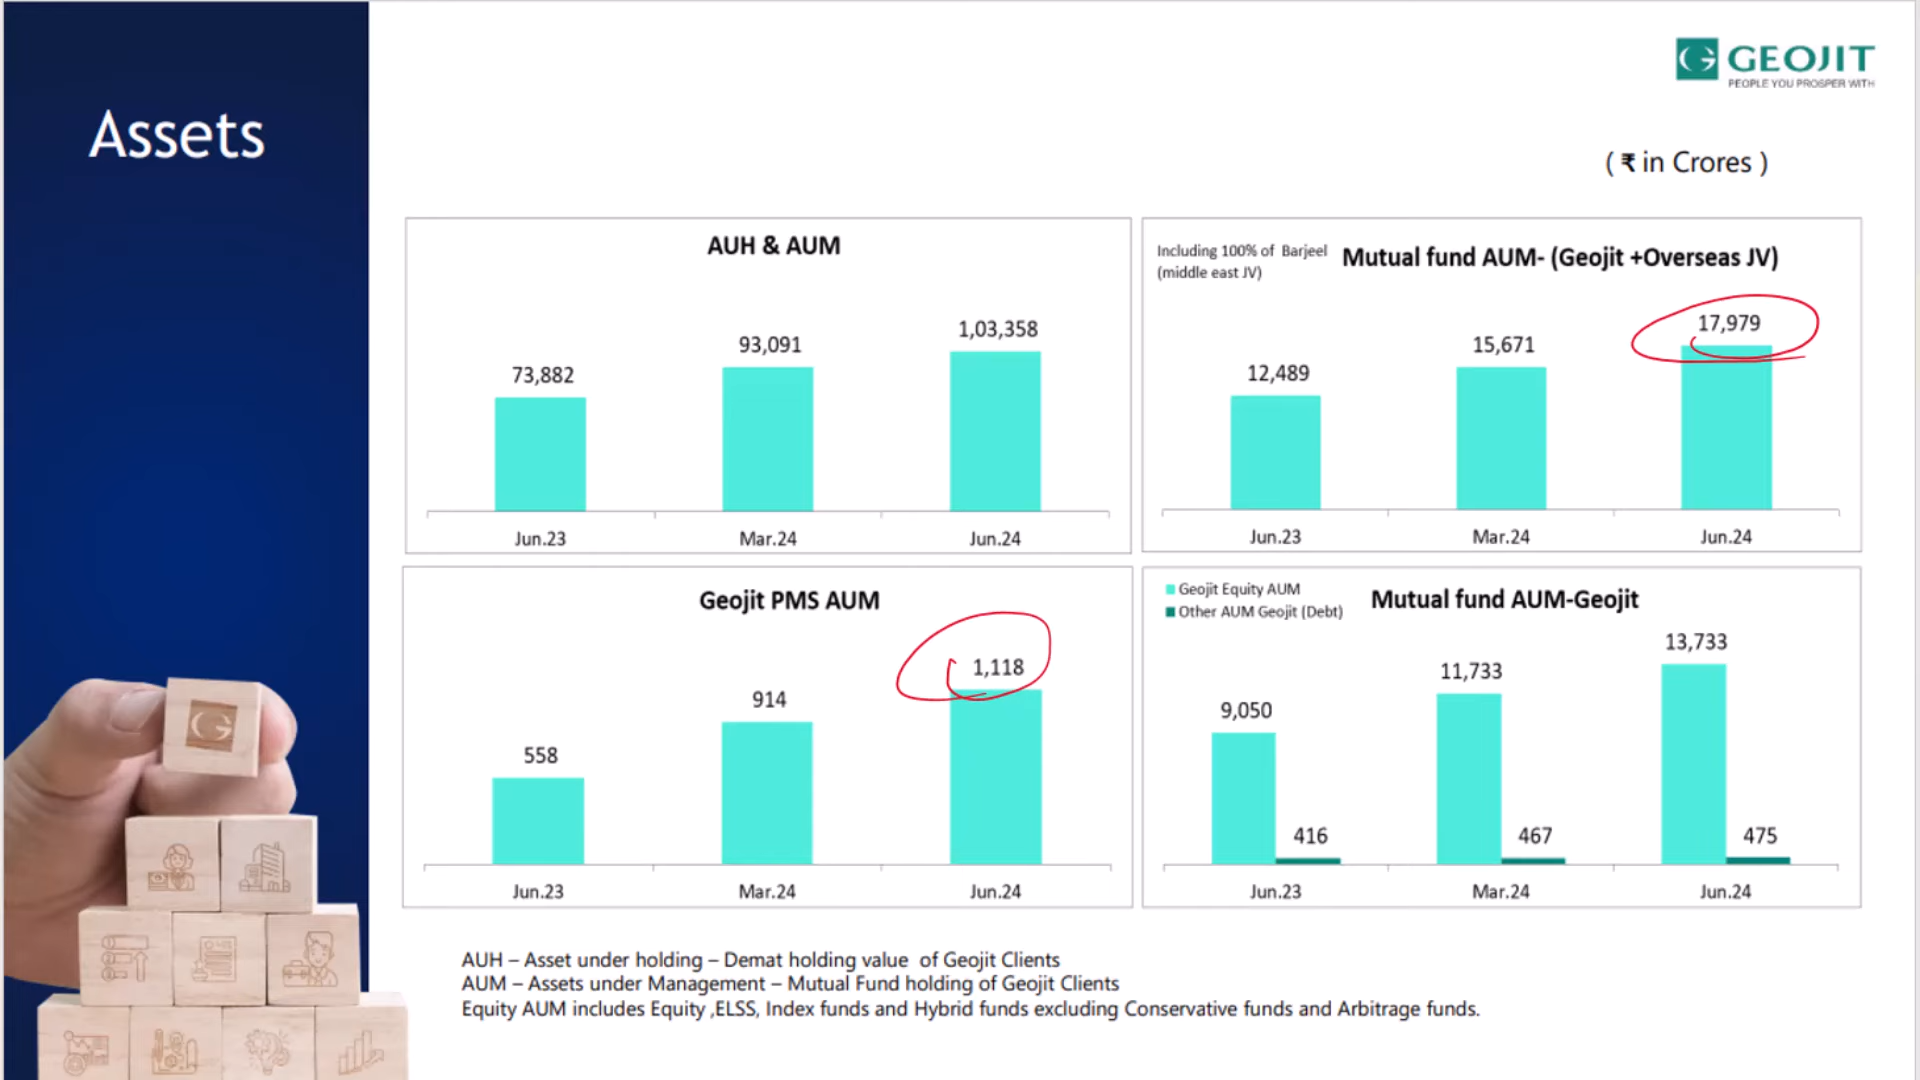 Assets
GEOJIT
PEOPLE YOU PROSPER WITH
( ₹ in Crores )
AUH & AUM
73,882
93,091
1,03,358
Jun.23
Mar.24
Jun.24
Including 100% of Barjeel
(middle east JV)
Mutual fund AUM- (Geojit +Overseas JV)
12,489
15,671
17,979
Jun.23
Mar.24
Jun.24
Geojit PMS AUM
558
914
1,118
Jun.23
Mar.24
Jun.24
Geojit Equity AUM
Other AUM Geojit (Debt)
Mutual fund AUM-Geojit
9,050
416
11,733
467
13,733
475
Jun.23
Mar.24
Jun.24
AUH – Asset under holding – Demat holding value of Geojit Clients
AUM – Assets under Management – Mutual Fund holding of Geojit Clients
Equity AUM includes Equity ,ELSS, Index funds and Hybrid funds excluding Conservative funds and Arbitrage funds.